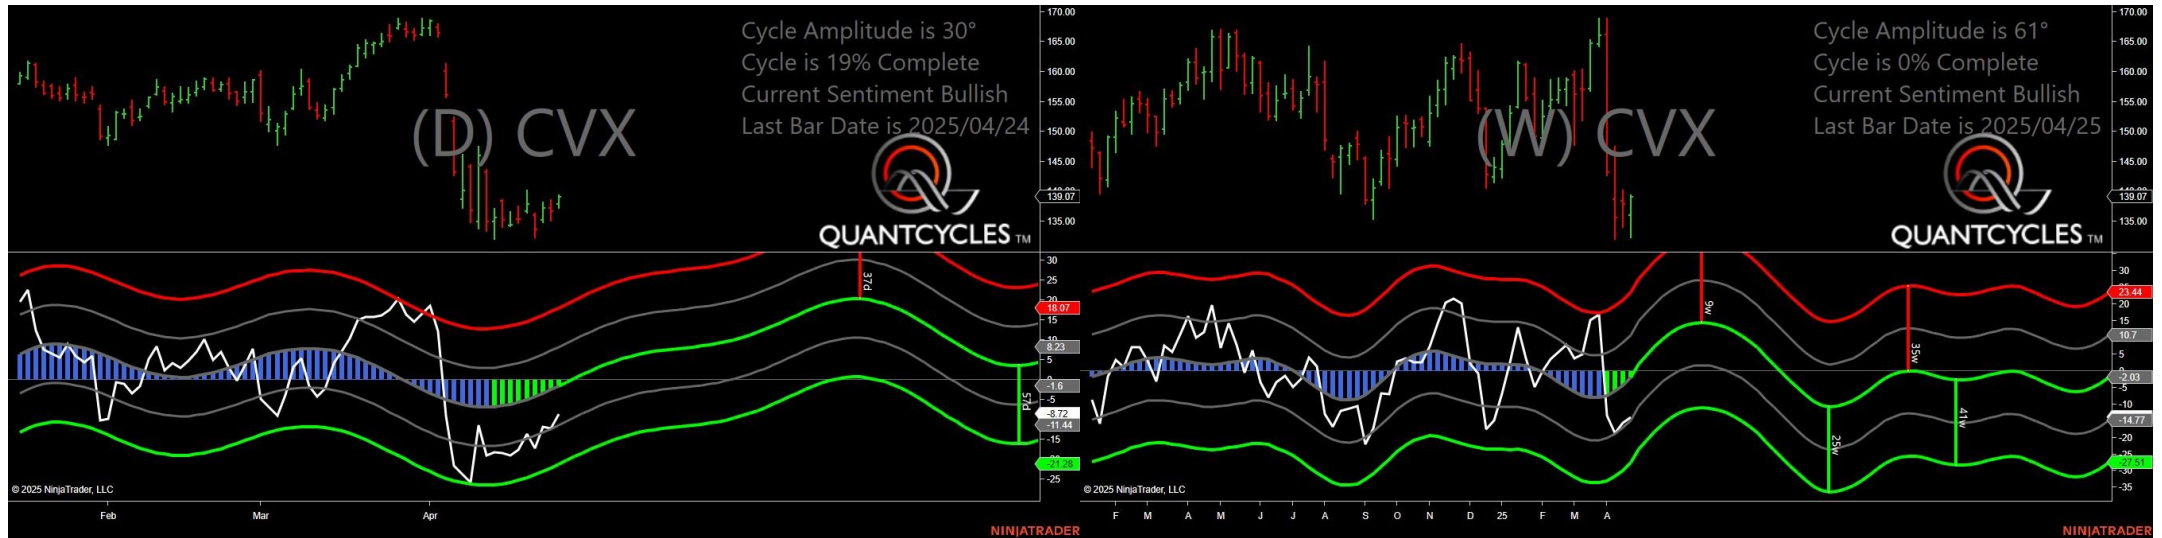 Cycle Amplitude is 30°
Cycle is 19% Complete
Current Sentiment Bullish
Last Bar Date is 2025/04/24
(D) CVX
QUANTCYCLES TM
170.00
165.00
160.00
155.00
150.00
145.00
139.07
135.00
37d
57d
30
25
20
18.07
15
10
8.23
5
0
-1.6
-5
-8.72
-11.44
-15
-21.28
-25
© 2025 NinjaTrader, LLC
Feb Mar Apr
NINJATRADER
Cycle Amplitude is 61°
Cycle is 0% Complete
Current Sentiment Bullish
Last Bar Date is 2025/04/25
(W) CVX
QUANTCYCLES TM
170.00
165.00
160.00
155.00
150.00
145.00
139.07
135.00
9w
25w
35w
41w
30
23.44
20
15
10.7
5
-2.03
-5
-10
-14.77
-20
-27.51
-30
-35
© 2025 NinjaTrader, LLC
F M A M J J A S O N D 25 F M A
NINJATRADER